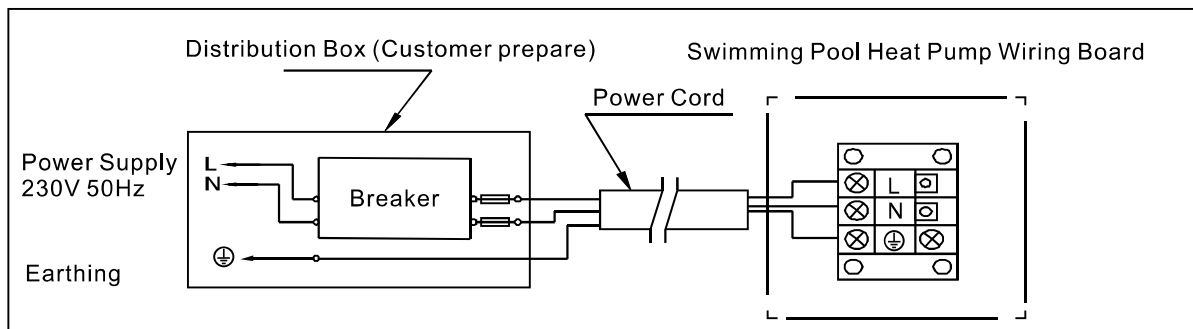 Distribution Box (Customer prepare)
Swimming Pool Heat Pump Wiring Board
Power Cord
Power Supply
230V 50Hz
L
N
Breaker
L
N
Earthing